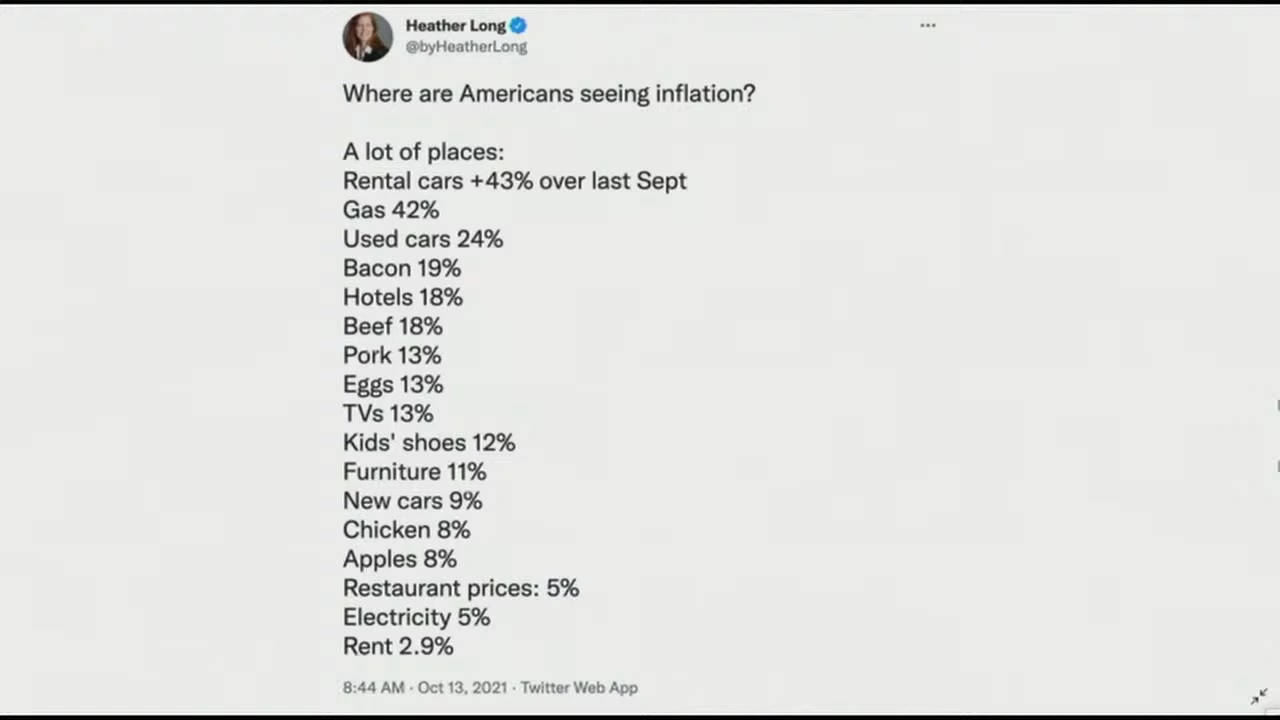 Heather Long
@byHeatherLong
Where are Americans seeing inflation?
A lot of places:
Rental cars +43% over last Sept
Gas 42%
Used cars 24%
Bacon 19%
Hotels 18%
Beef 18%
Pork 13%
Eggs 13%
TVs 13%
Kids' shoes 12%
Furniture 11%
New cars 9%
Chicken 8%
Apples 8%
Restaurant prices: 5%
Electricity 5%
Rent 2.9%
8:44 AM · Oct 13, 2021 · Twitter Web App